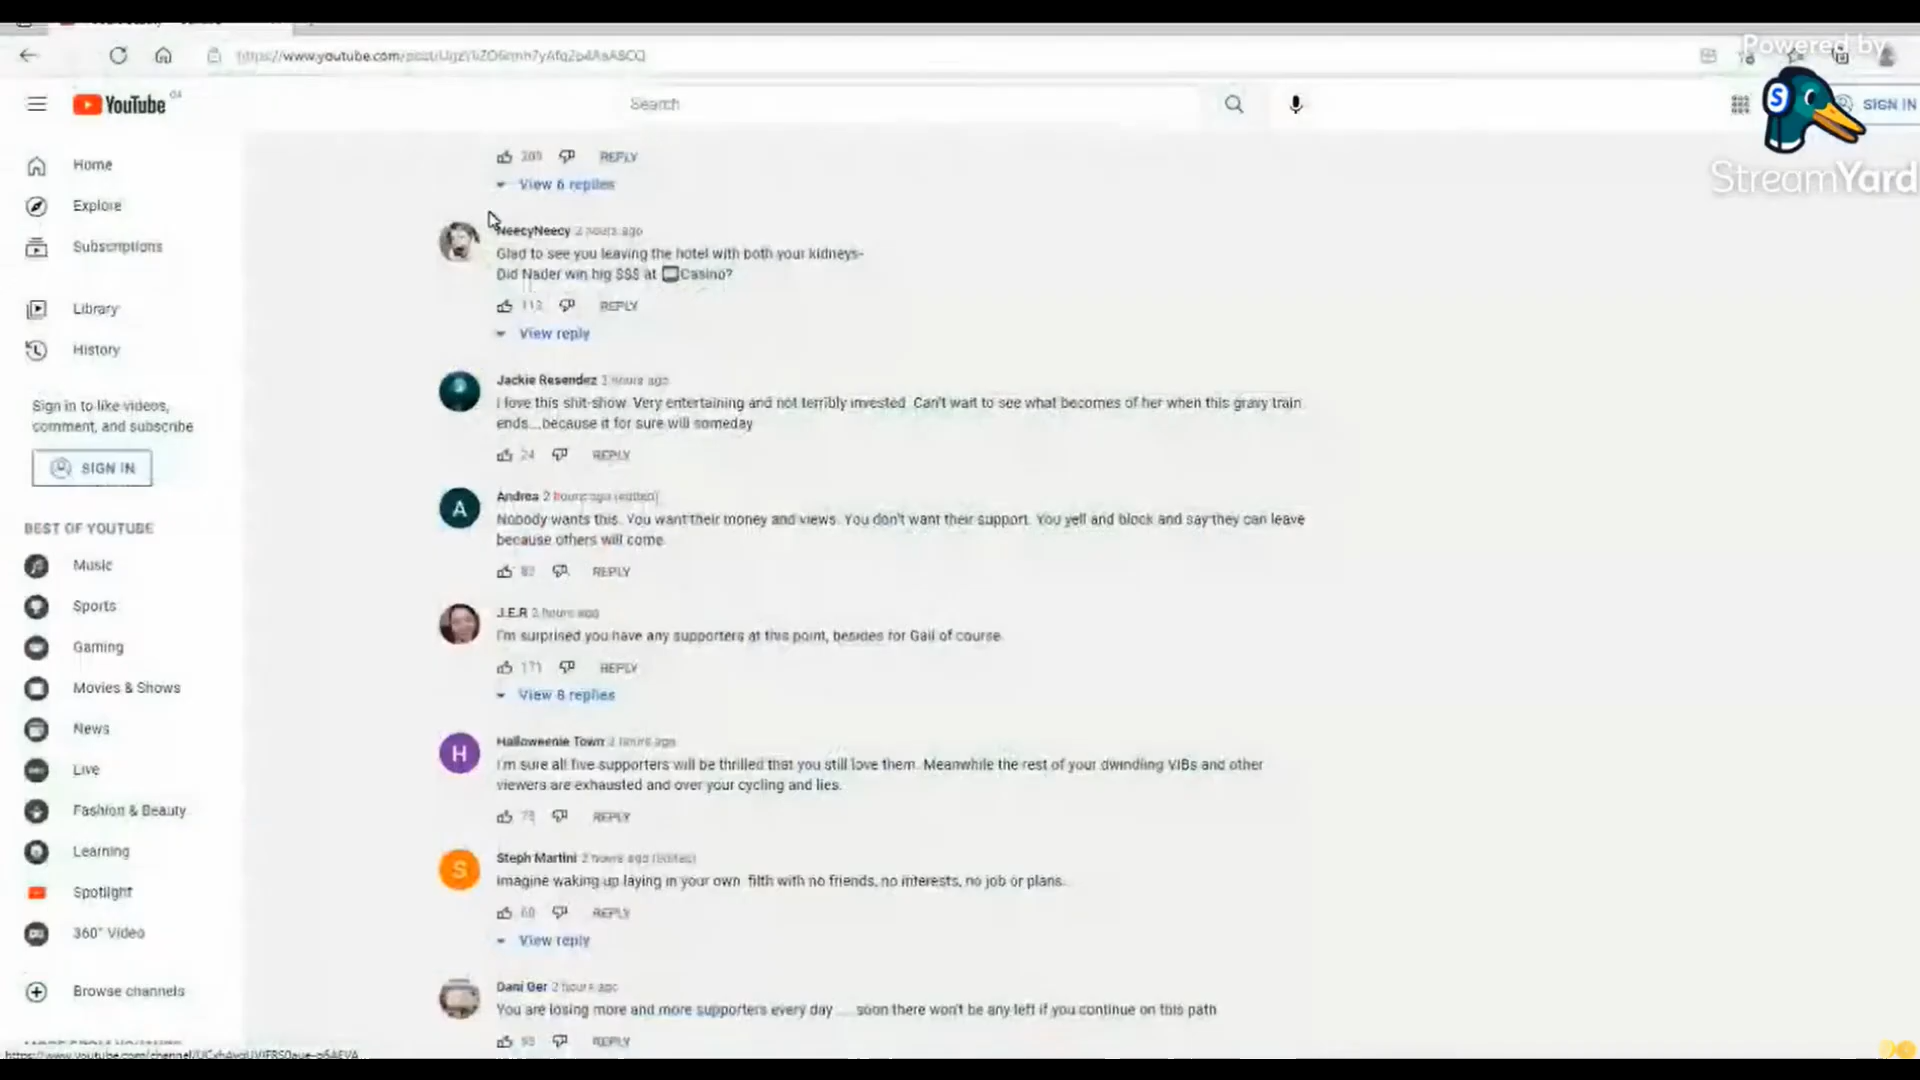 https://www.youtube.com/post/
Powered by
StreamYard
YouTube
CA
Search
SIGN IN
Home
Explore
Subscriptions
Library
History
Sign in to like videos,
comment, and subscribe
SIGN IN
BEST OF YOUTUBE
Music
Sports
Gaming
Movies & Shows
News
Live
Fashion & Beauty
Learning
Spotlight
360° Video
Browse channels
MORE FROM YOUTUBE
REPLY
View 6 replies
NeecyNeecy 2 hours ago
Glad to see you leaving the hotel with both your kidneys-
Did Nader win big $$$ at Casino?
113 REPLY
View reply
Jackie Resendez 2 hours ago
I love this shit-show. Very entertaining and not terribly invested. Can't wait to see what becomes of her when this gravy train
ends....because it for sure will someday
24 REPLY
Andrea 2 hours ago (edited)
Nobody wants this. You want their money and views. You don't want their support. You yell and block and say they can leave
because others will come.
REPLY
J.E.R 2 hours ago
I'm surprised you have any supporters at this point, besides for Gail of course.
171 REPLY
View 8 replies
Halloweenie Town 2 hours ago
I'm sure all five supporters will be thrilled that you still love them. Meanwhile the rest of your dwindling VIBs and other
viewers are exhausted and over your cycling and lies.
REPLY
Steph Martini 2 hours ago (edited)
Imagine waking up laying in your own filth with no friends, no interests, no job or plans.
60 REPLY
View reply
Dani Ger 2 hours ago
You are losing more and more supporters every day .... soon there won't be any left if you continue on this path
REPLY